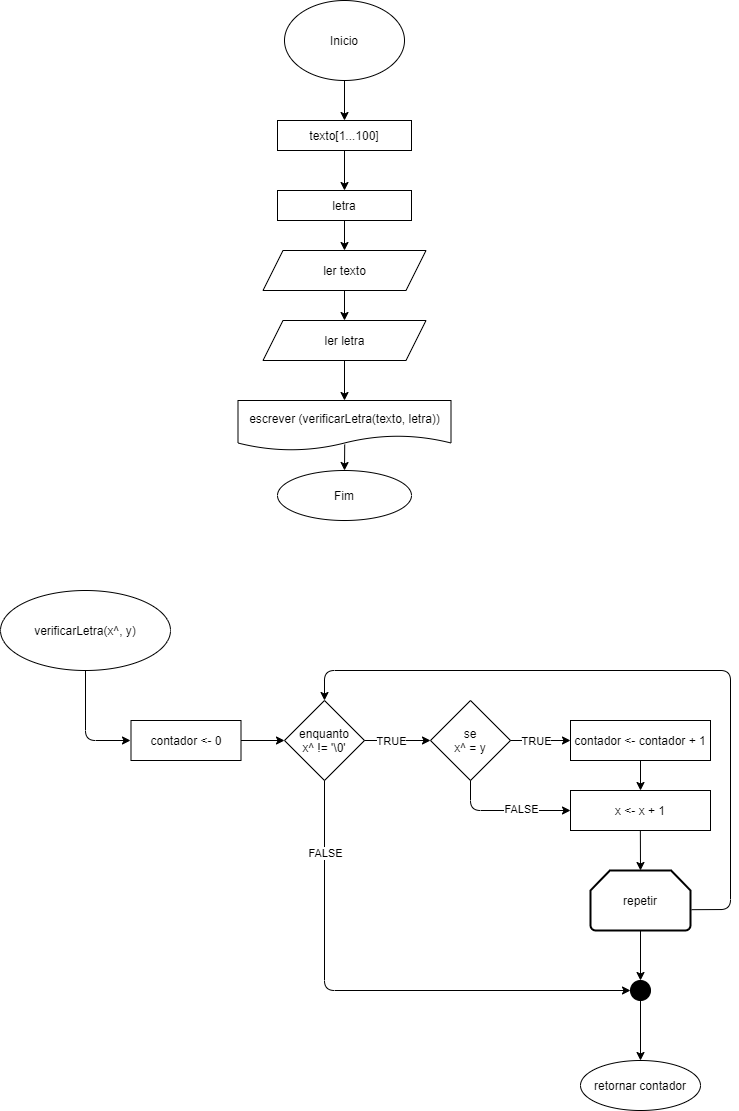 Inicio
texto[1...100]
letra
ler texto
ler letra
escrever (verificarLetra(texto, letra))
Fim
verificarLetra(x^, y)
contador <- 0
enquanto
x^ != '\0'
TRUE
se
x^ = y
TRUE
contador <- contador + 1
FALSE
x <- x + 1
FALSE
repetir
retornar contador